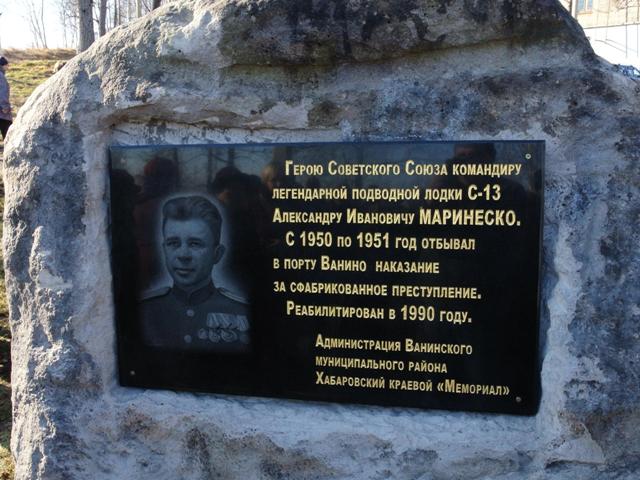 Герою Советского Союза командиру
легендарной подводной лодки С-13
Александру Ивановичу МАРИНЕСКО.
С 1950 по 1951 год отбывал
в порту Ванино наказание
за сфабрикованное преступление.
Реабилитирован в 1990 году.
Администрация Ванинского
муниципального района
Хабаровский краевой «Мемориал»